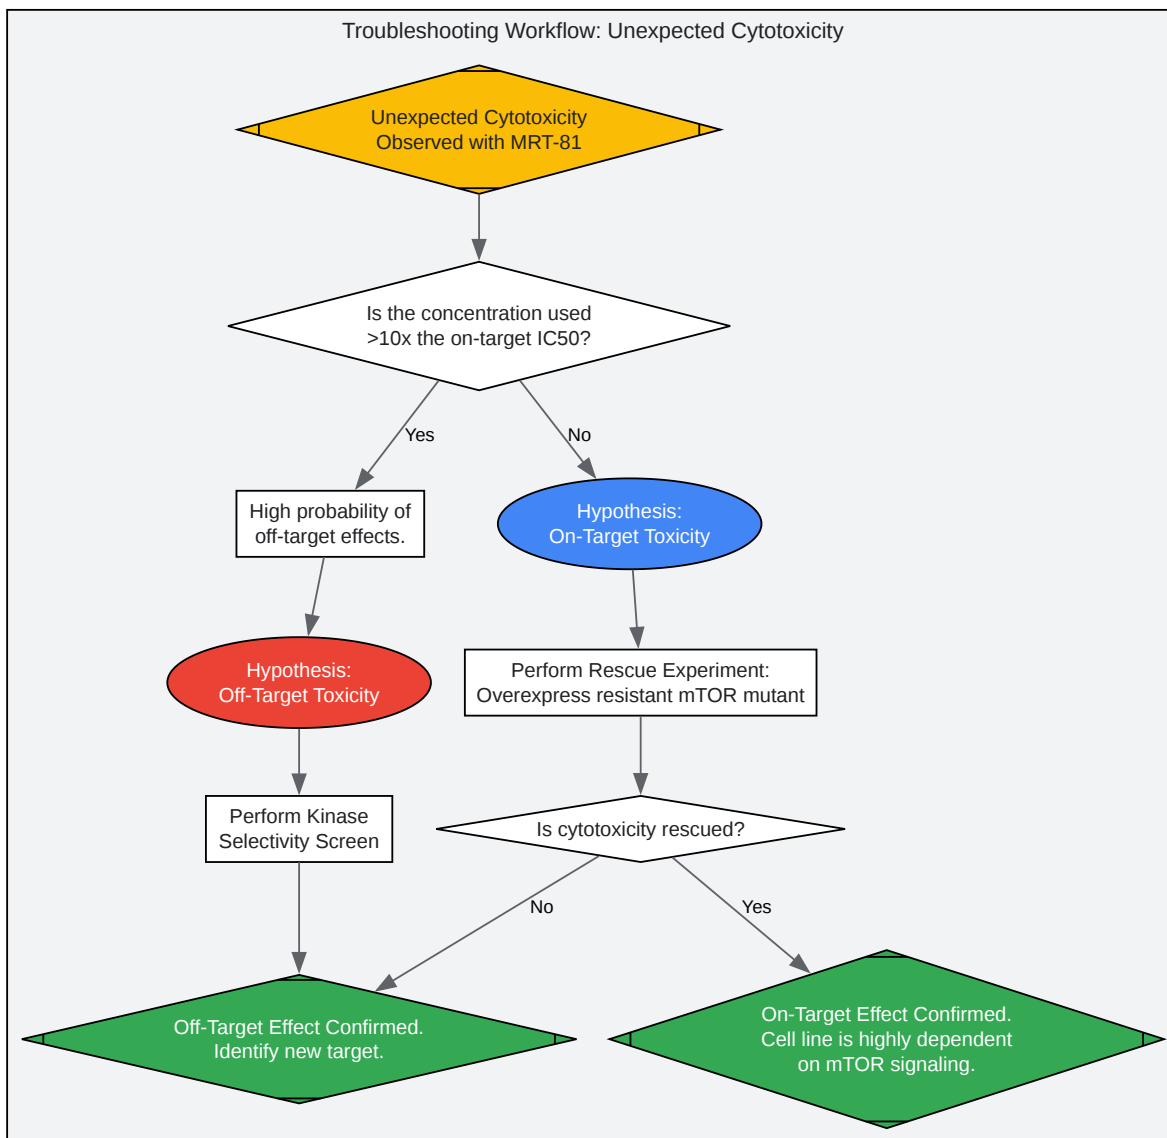 Troubleshooting Workflow: Unexpected Cytotoxicity
Unexpected Cytotoxicity
Observed with MRT-81
Is the concentration used
>10x the on-target IC50?
Yes
No
High probability of
off-target effects.
Hypothesis:
On-Target Toxicity
Hypothesis:
Off-Target Toxicity
Perform Rescue Experiment:
Overexpress resistant mTOR mutant
Perform Kinase
Selectivity Screen
Is cytotoxicity rescued?
No
Yes
Off-Target Effect Confirmed.
Identify new target.
On-Target Effect Confirmed.
Cell line is highly dependent
on mTOR signaling.